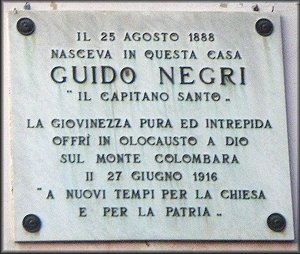 IL 25 AGOSTO 1888
NASCEVA IN QUESTA CASA
GUIDO NEGRI
"IL CAPITANO SANTO„
LA GIOVINEZZA PURA ED INTREPIDA
OFFRÌ IN OLOCAUSTO A DIO
SUL MONTE COLOMBARA
II 27 GIUGNO 1916
"A NUOVI TEMPI PER LA CHIESA
E PER LA PATRIA„